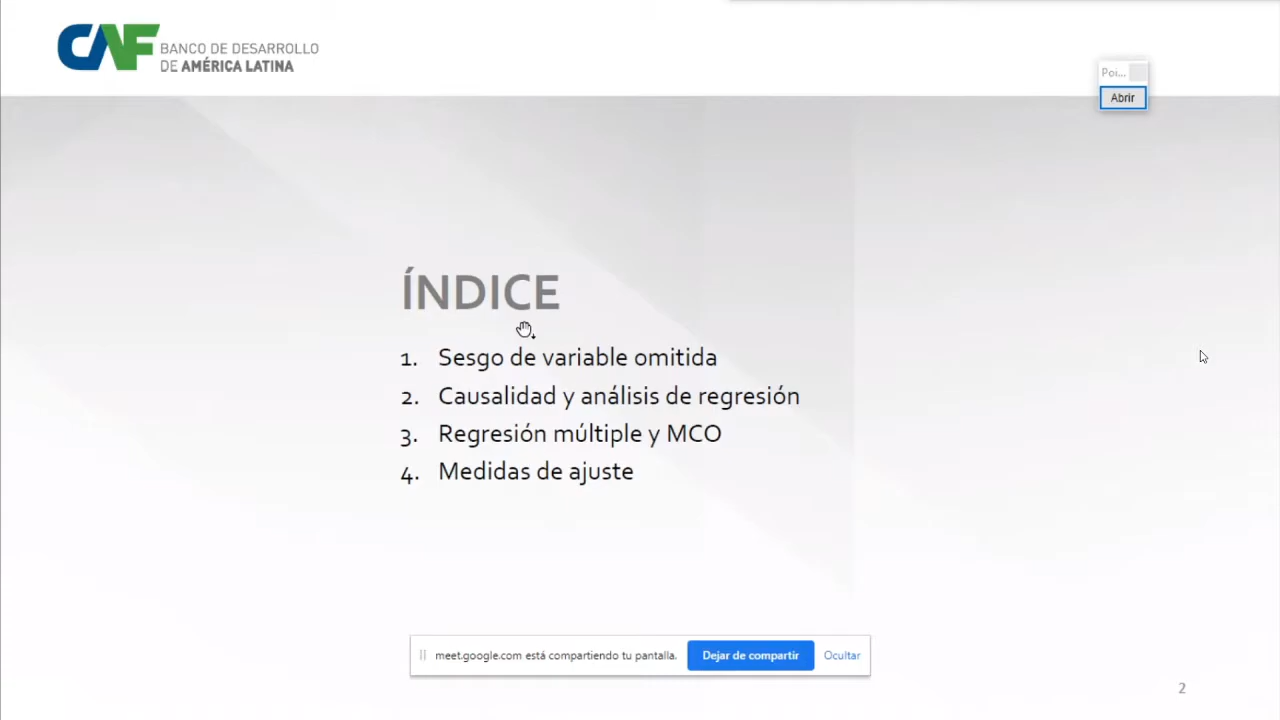 CAF BANCO DE DESARROLLO
DE AMÉRICA LATINA
Poi...
Abrir
ÍNDICE
1. Sesgo de variable omitida
2. Causalidad y análisis de regresión
3. Regresión múltiple y MCO
4. Medidas de ajuste
meet.google.com está compartiendo tu pantalla. Dejar de compartir Ocultar
2